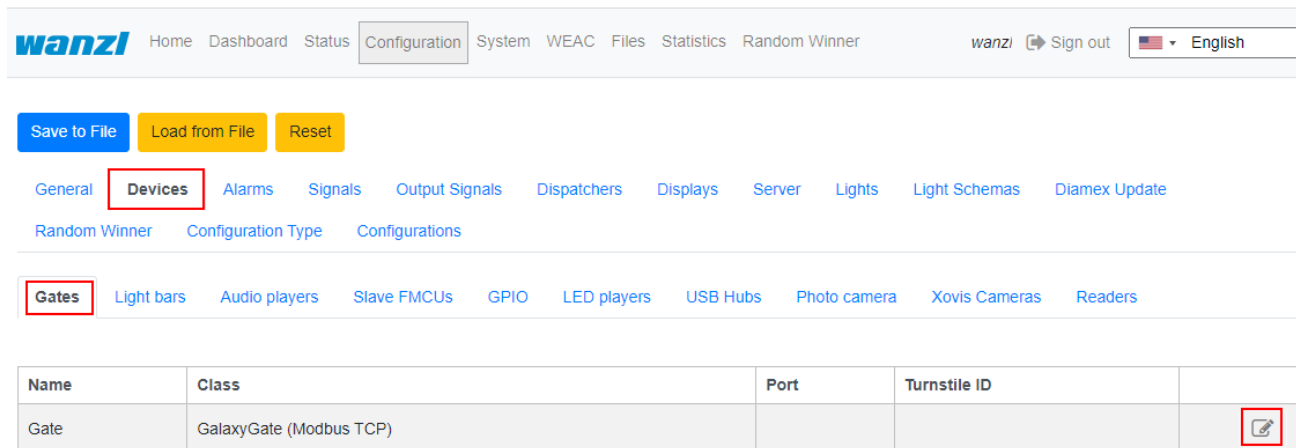 wanzl Home Dashboard Status Configuration System WEAC Files Statistics Random Winner wanzl Sign out English
Save to File Load from File Reset
General Devices Alarms Signals Output Signals Dispatchers Displays Server Lights Light Schemas Diamex Update
Random Winner Configuration Type Configurations
Gates Light bars Audio players Slave FMCUs GPIO LED players USB Hubs Photo camera Xovis Cameras Readers
Name Class Port Turnstile ID
Gate GalaxyGate (Modbus TCP)